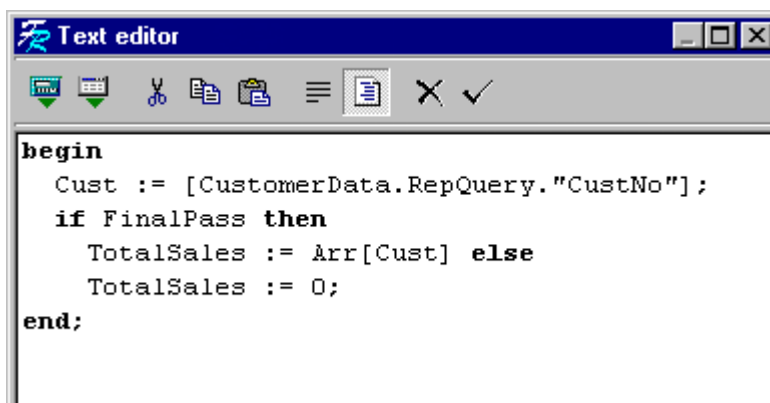 Text editor
begin
  Cust := [CustomerData.RepQuery."CustNo"];
  if FinalPass then
    TotalSales := Arr[Cust] else
    TotalSales := 0;
end;